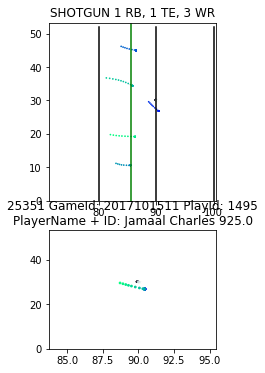 SHOTGUN 1 RB, 1 TE, 3 WR
50
40
30
20
10
0
80 90 100
25351 GameId: 2017101511 PlayId: 1495
PlayerName + ID: Jamaal Charles 925.0
40
20
0
85.0 87.5 90.0 92.5 95.0